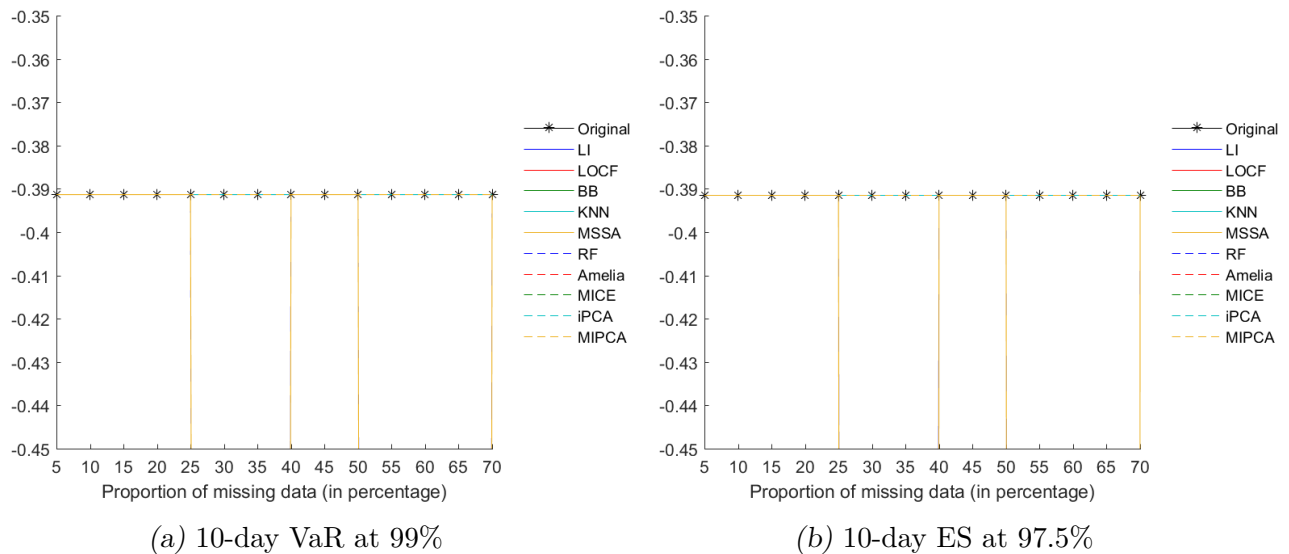 -0.35
-0.36
-0.37
-0.38
-0.39
-0.4
-0.41
-0.42
-0.43
-0.44
-0.45
5 10 15 20 25 30 35 40 45 50 55 60 65 70
Proportion of missing data (in percentage)
Original
LI
LOCF
BB
KNN
MSSA
RF
Amelia
MICE
iPCA
MIPCA
(a) 10-day VaR at 99%
-0.35
-0.36
-0.37
-0.38
-0.39
-0.4
-0.41
-0.42
-0.43
-0.44
-0.45
5 10 15 20 25 30 35 40 45 50 55 60 65 70
Proportion of missing data (in percentage)
Original
LI
LOCF
BB
KNN
MSSA
RF
Amelia
MICE
iPCA
MIPCA
(b) 10-day ES at 97.5%